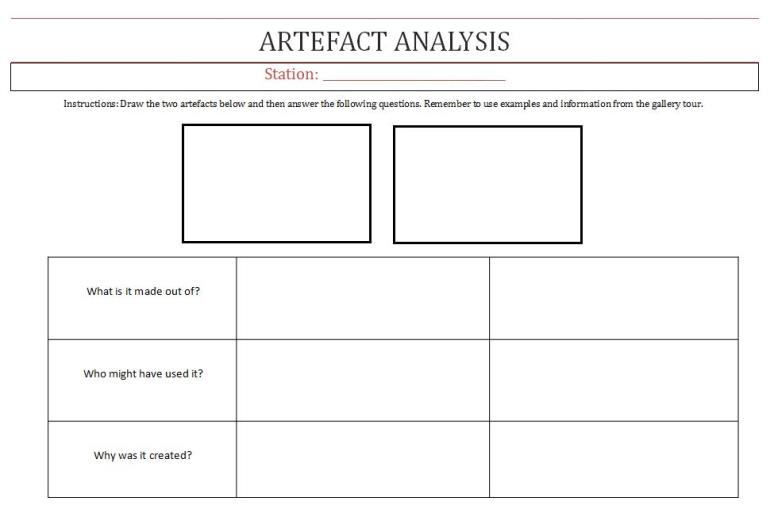 ARTEFACT ANALYSIS
Station: ________________________
Instructions: Draw the two artefacts below and then answer the following questions. Remember to use examples and information from the gallery tour.
What is it made out of?
Who might have used it?
Why was it created?